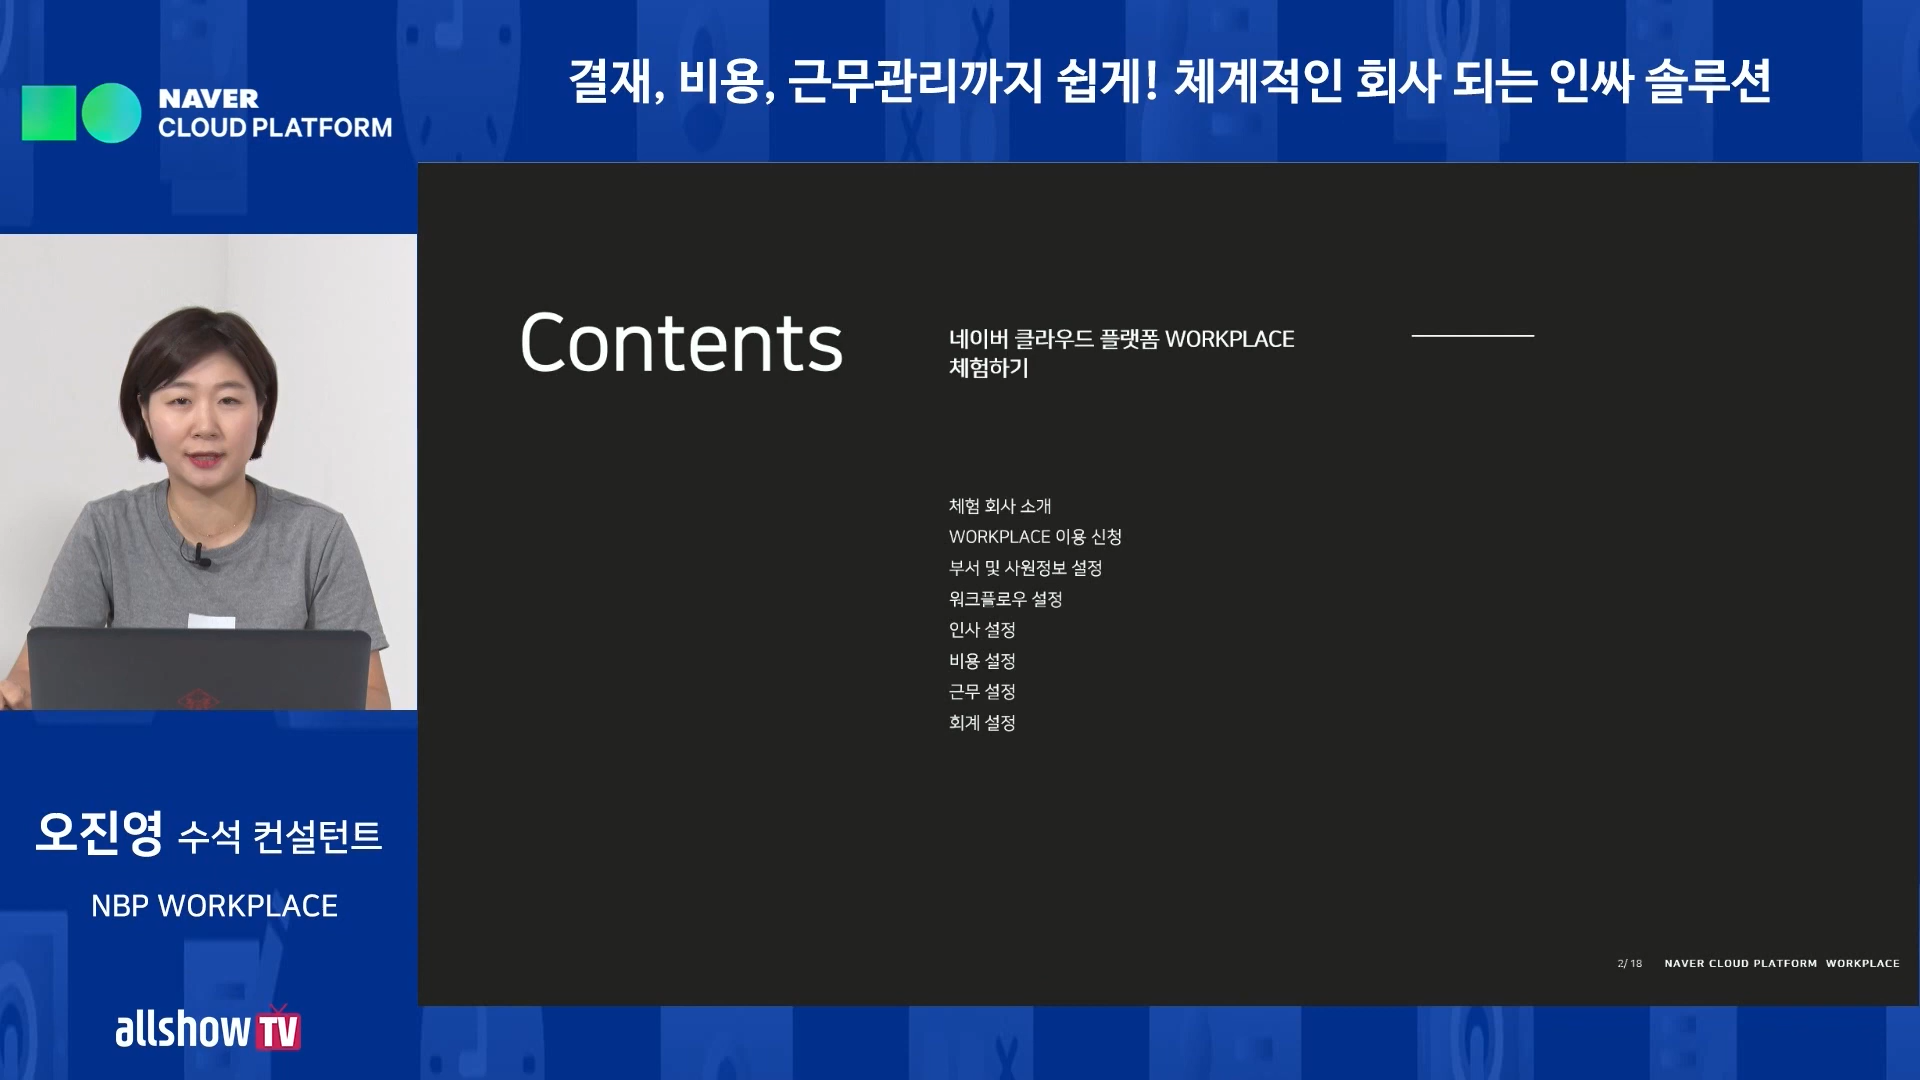 NAVER
CLOUD PLATFORM
결재, 비용, 근무관리까지 쉽게! 체계적인 회사 되는 인싸 솔루션
Contents
네이버 클라우드 플랫폼 WORKPLACE
체험하기
체험 회사 소개
WORKPLACE 이용 신청
부서 및 사원정보 설정
워크플로우 설정
인사 설정
비용 설정
근무 설정
회계 설정
2/ 18 NAVER CLOUD PLATFORM WORKPLACE
오진영 수석 컨설턴트
NBP WORKPLACE
allshow TV